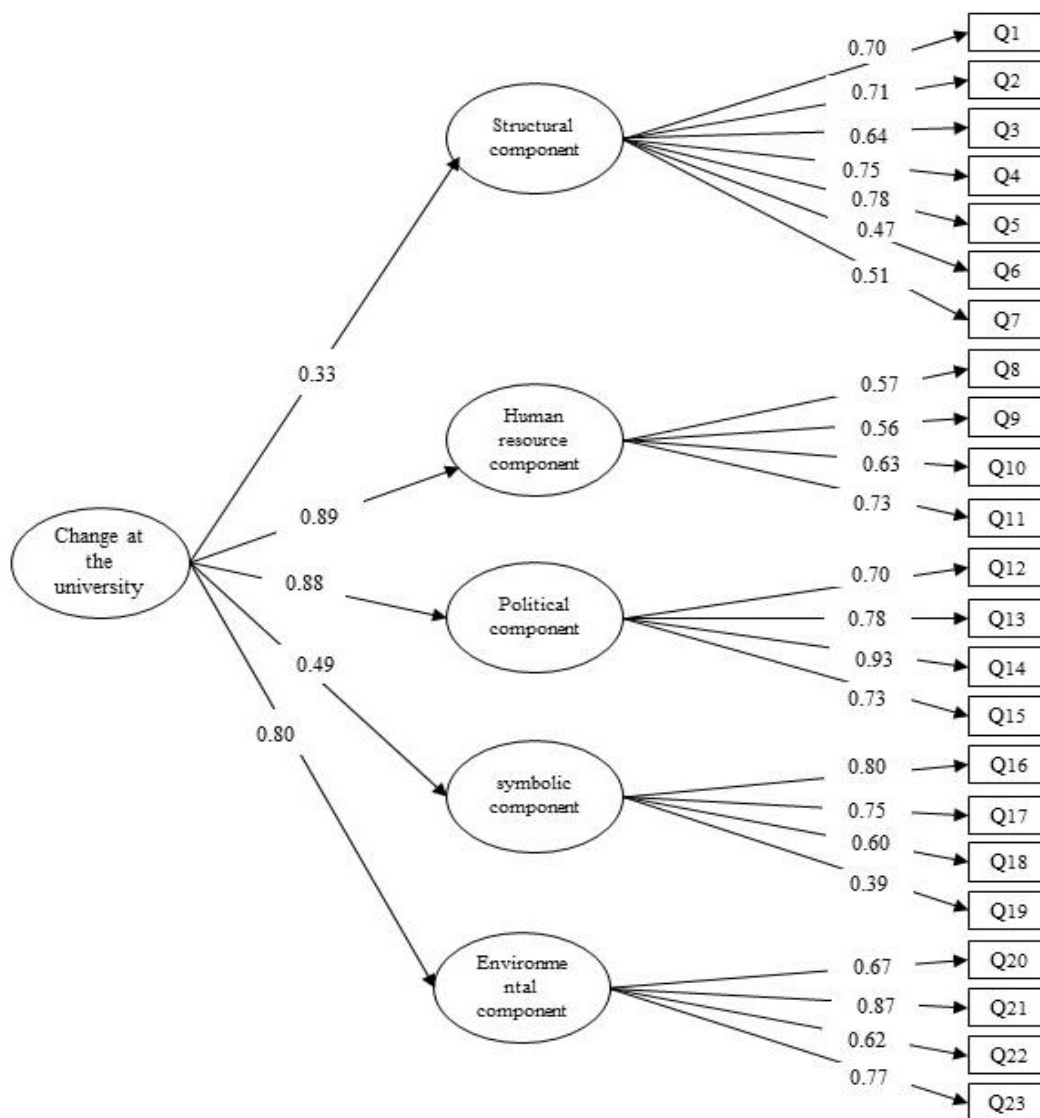 Change at
the
university
0.33
0.89
0.88
0.49
0.80
Structural
component
0.70
0.71
0.64
0.75
0.78
0.47
0.51
Q1
Q2
Q3
Q4
Q5
Q6
Q7
Human
resource
component
0.57
0.56
0.63
0.73
Q8
Q9
Q10
Q11
Political
component
0.70
0.78
0.93
0.73
Q12
Q13
Q14
Q15
symbolic
component
0.80
0.75
0.60
0.39
Q16
Q17
Q18
Q19
Environme
ntal
component
0.67
0.87
0.62
0.77
Q20
Q21
Q22
Q23